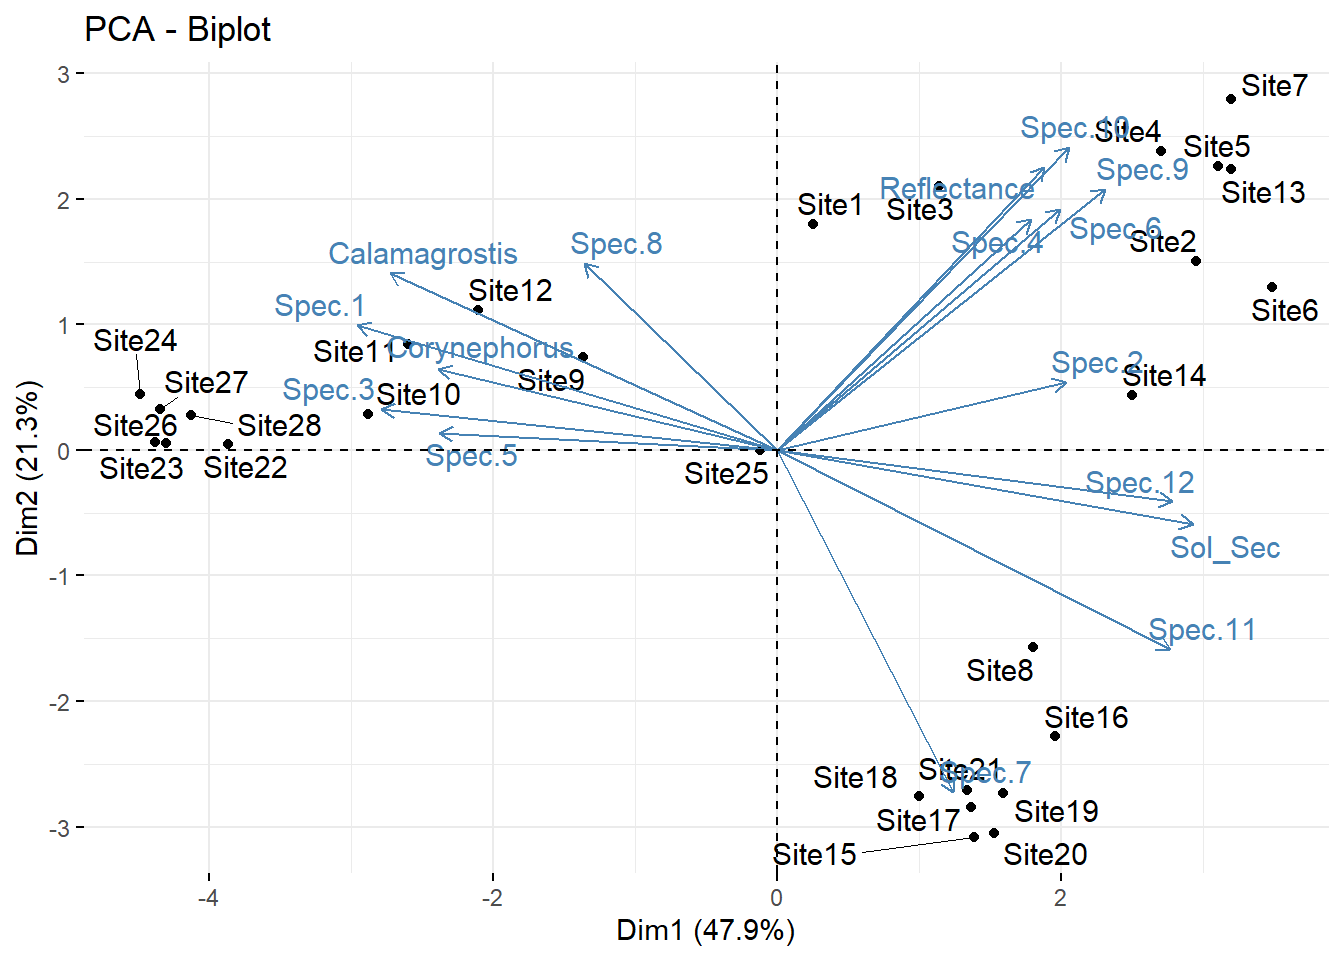 PCA - Biplot
3
2
1
0
-1
-2
-3
Dim2 (21.3%)
Site7
Spec.10
Site4
Site5
Spec.9
Site13
Reflectance
Site1
Site3
Spec.6
Spec.4
Site2
Spec.8
Calamagrostis
Site12
Spec.1
Site6
Site24
Site11
Corynephorus
Spec.2
Site14
Site27
Spec.3
Site10
Site9
Site26
Site28
Spec.5
Site23
Site22
Site25
Spec.12
Sol_Sec
Spec.11
Site8
Site16
Site18
Site21
Spec.7
Site17
Site19
Site15
Site20
-4
-2
0
2
Dim1 (47.9%)